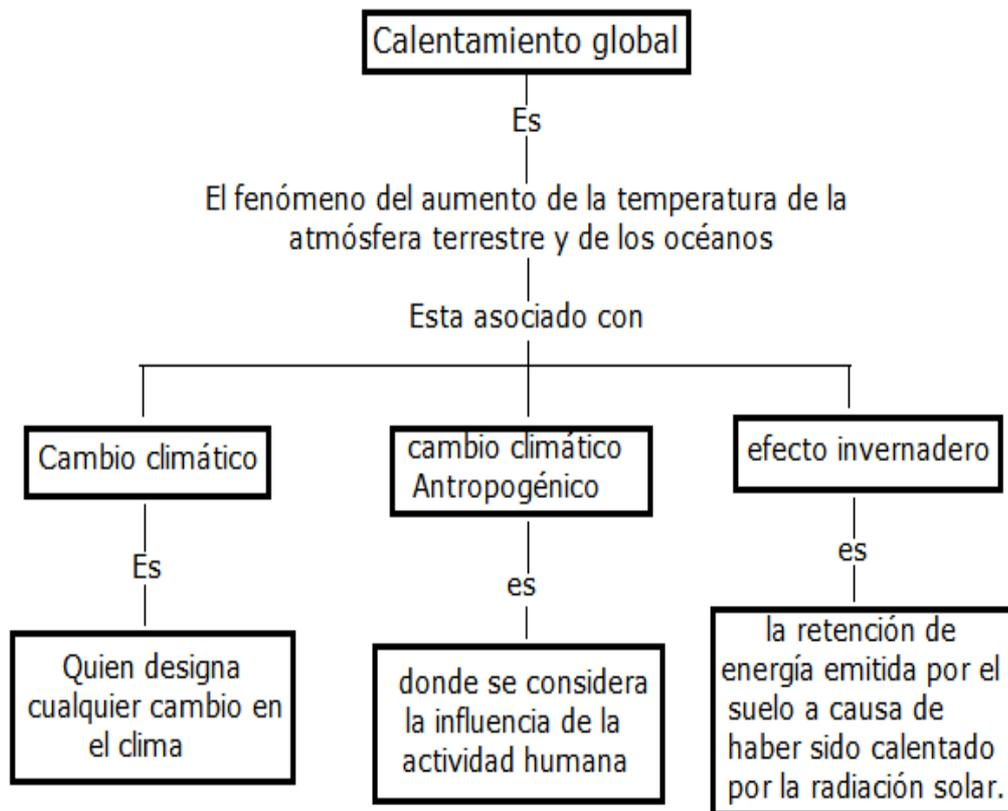 Calentamiento global
Es
El fenómeno del aumento de la temperatura de la
atmósfera terrestre y de los océanos
Esta asociado con
Cambio climático
Es
Quien designa
cualquier cambio en
el clima
cambio climático
Antropogénico
es
donde se considera
la influencia de la
actividad humana
efecto invernadero
es
la retención de
energía emitida por el
suelo a causa de
haber sido calentado
por la radiación solar.